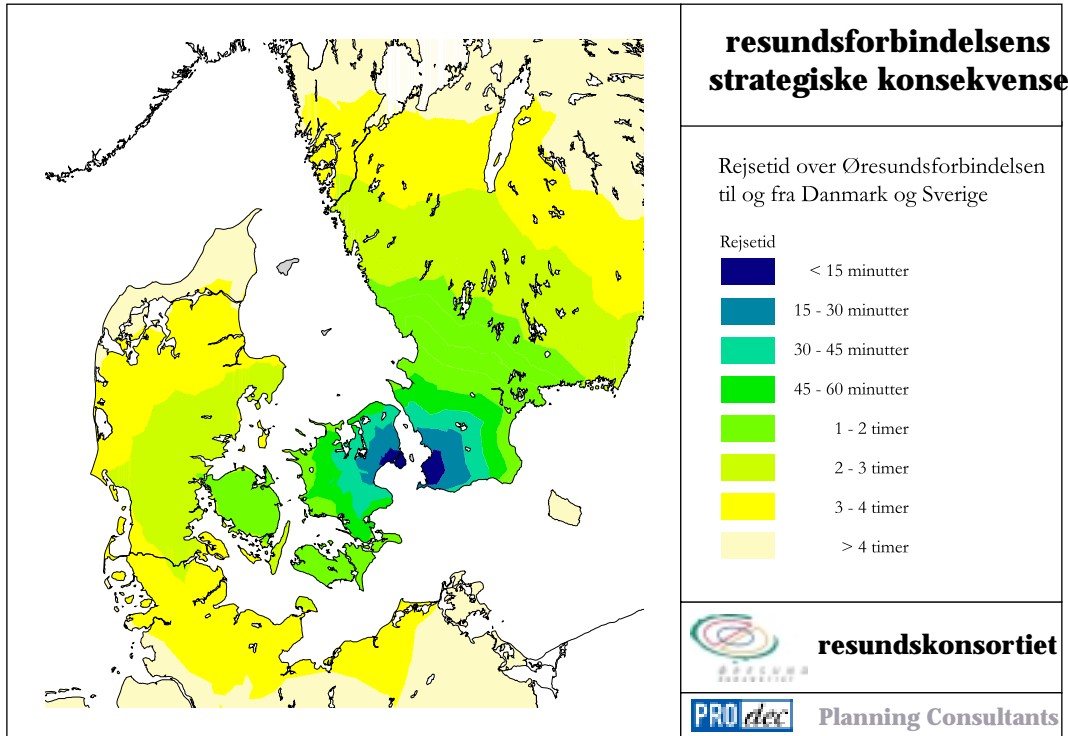 resundsforbindelsens
strategiske konsekvense
Rejsetid over Øresundsforbindelsen
til og fra Danmark og Sverige
Rejsetid
< 15 minutter
15 - 30 minutter
30 - 45 minutter
45 - 60 minutter
1 - 2 timer
2 - 3 timer
3 - 4 timer
> 4 timer
resundskonsortiet
PRO dec
Planning Consultants